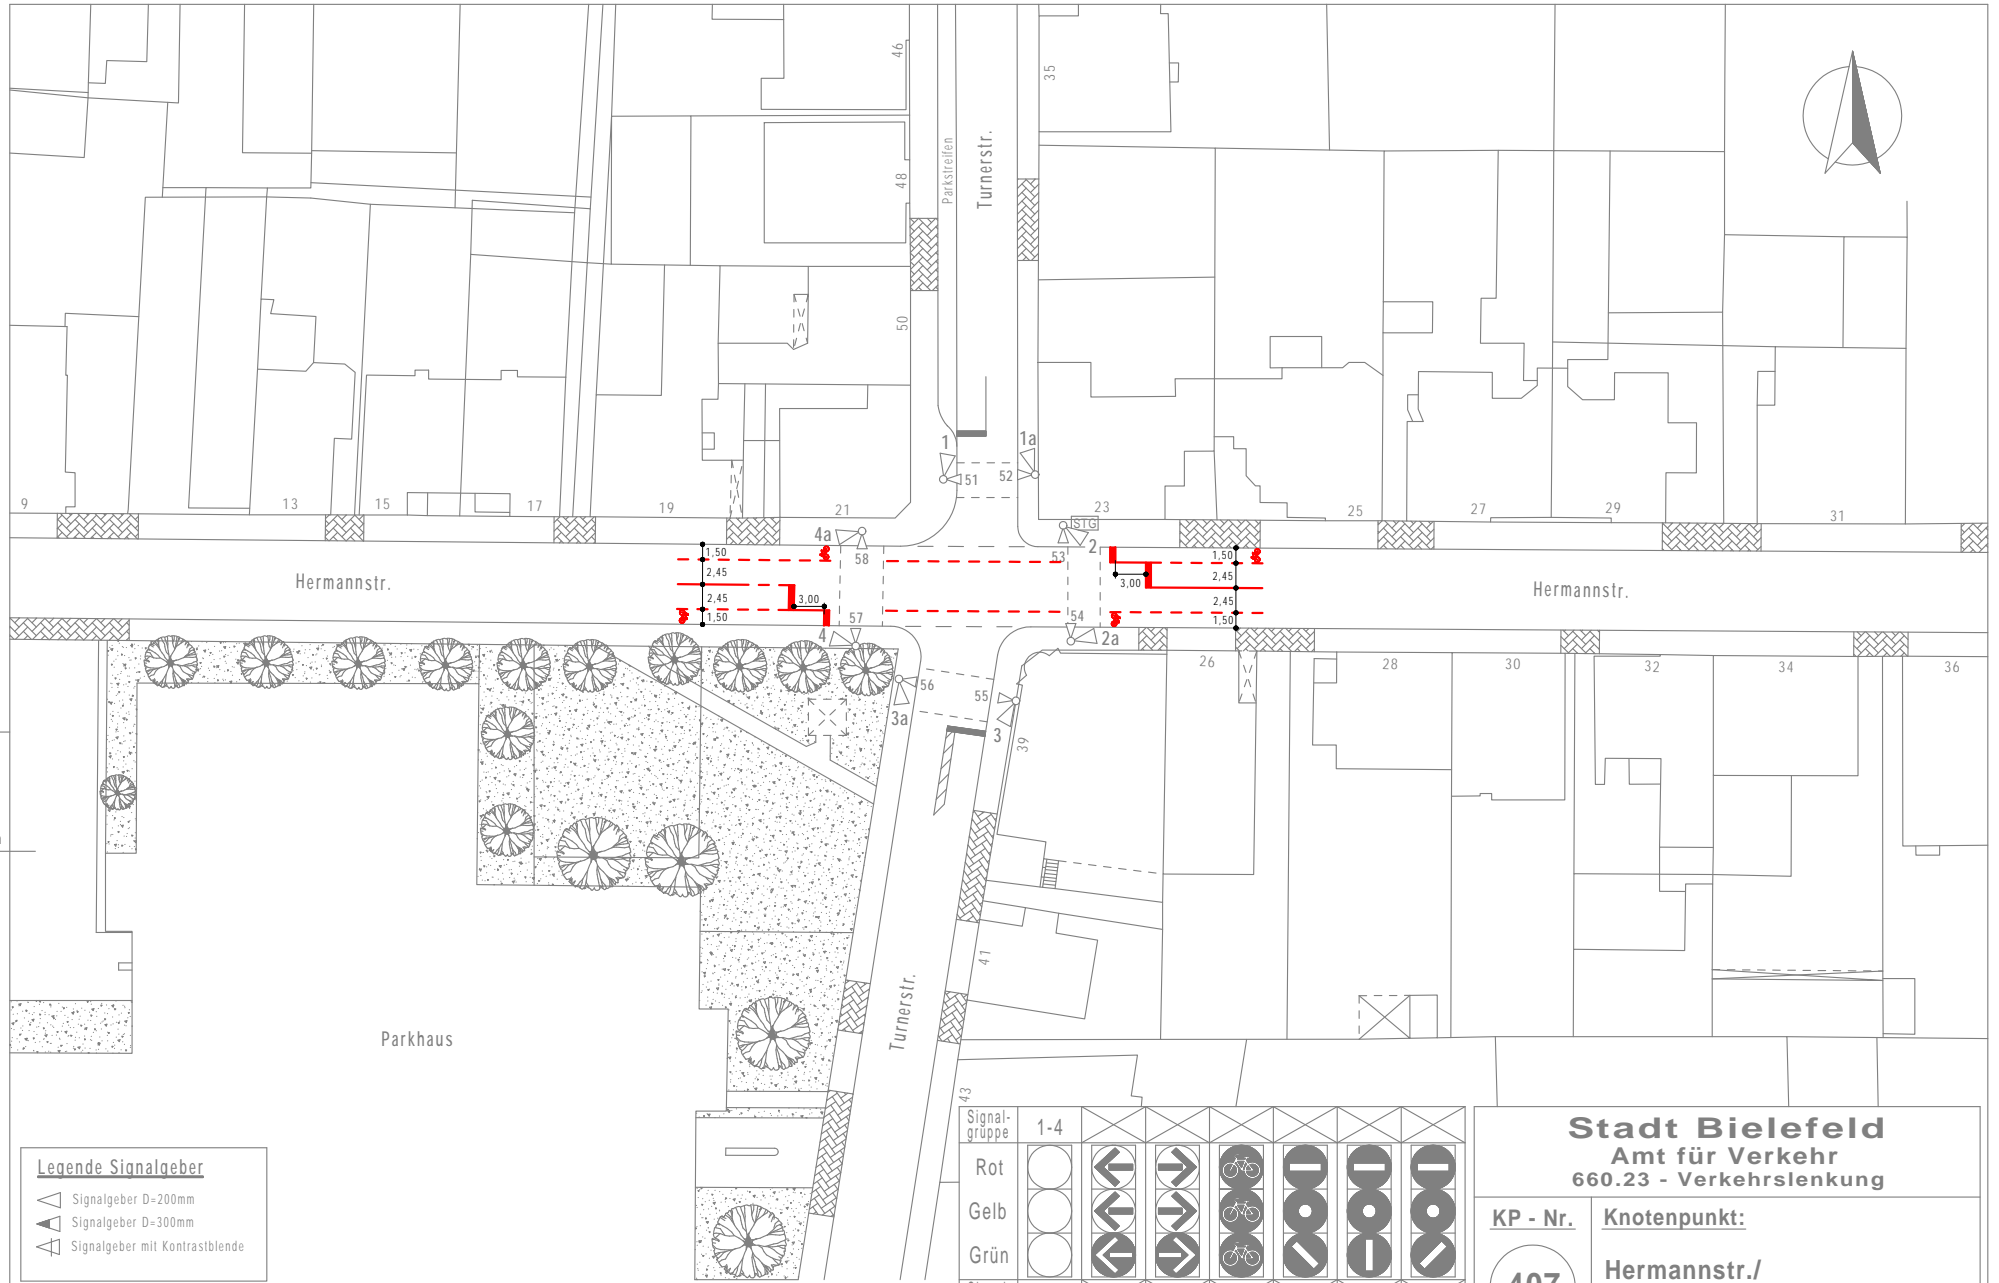 46
35
Parkstreifen
Turnerstr.
48
50
1
1a
51
52
9
13
15
17
19
21
23
25
27
29
31
4a
58
STG
53
2
1,50
2,45
2,45
1,50
3,00
3,00
1,50
2,45
2,45
1,50
Hermannstr.
Hermannstr.
57
4
54
2a
26
28
30
32
34
36
56
3a
55
3
39
41
43
Turnerstr.
Parkhaus
Legende Signalgeber
Signalgeber D=200mm
Signalgeber D=300mm
Signalgeber mit Kontrastblende
Signal-
gruppe
1-4
Rot
Gelb
Grün
Stadt Bielefeld
Amt für Verkehr
660.23 - Verkehrslenkung
KP - Nr.
Knotenpunkt:
407
Hermannstr./